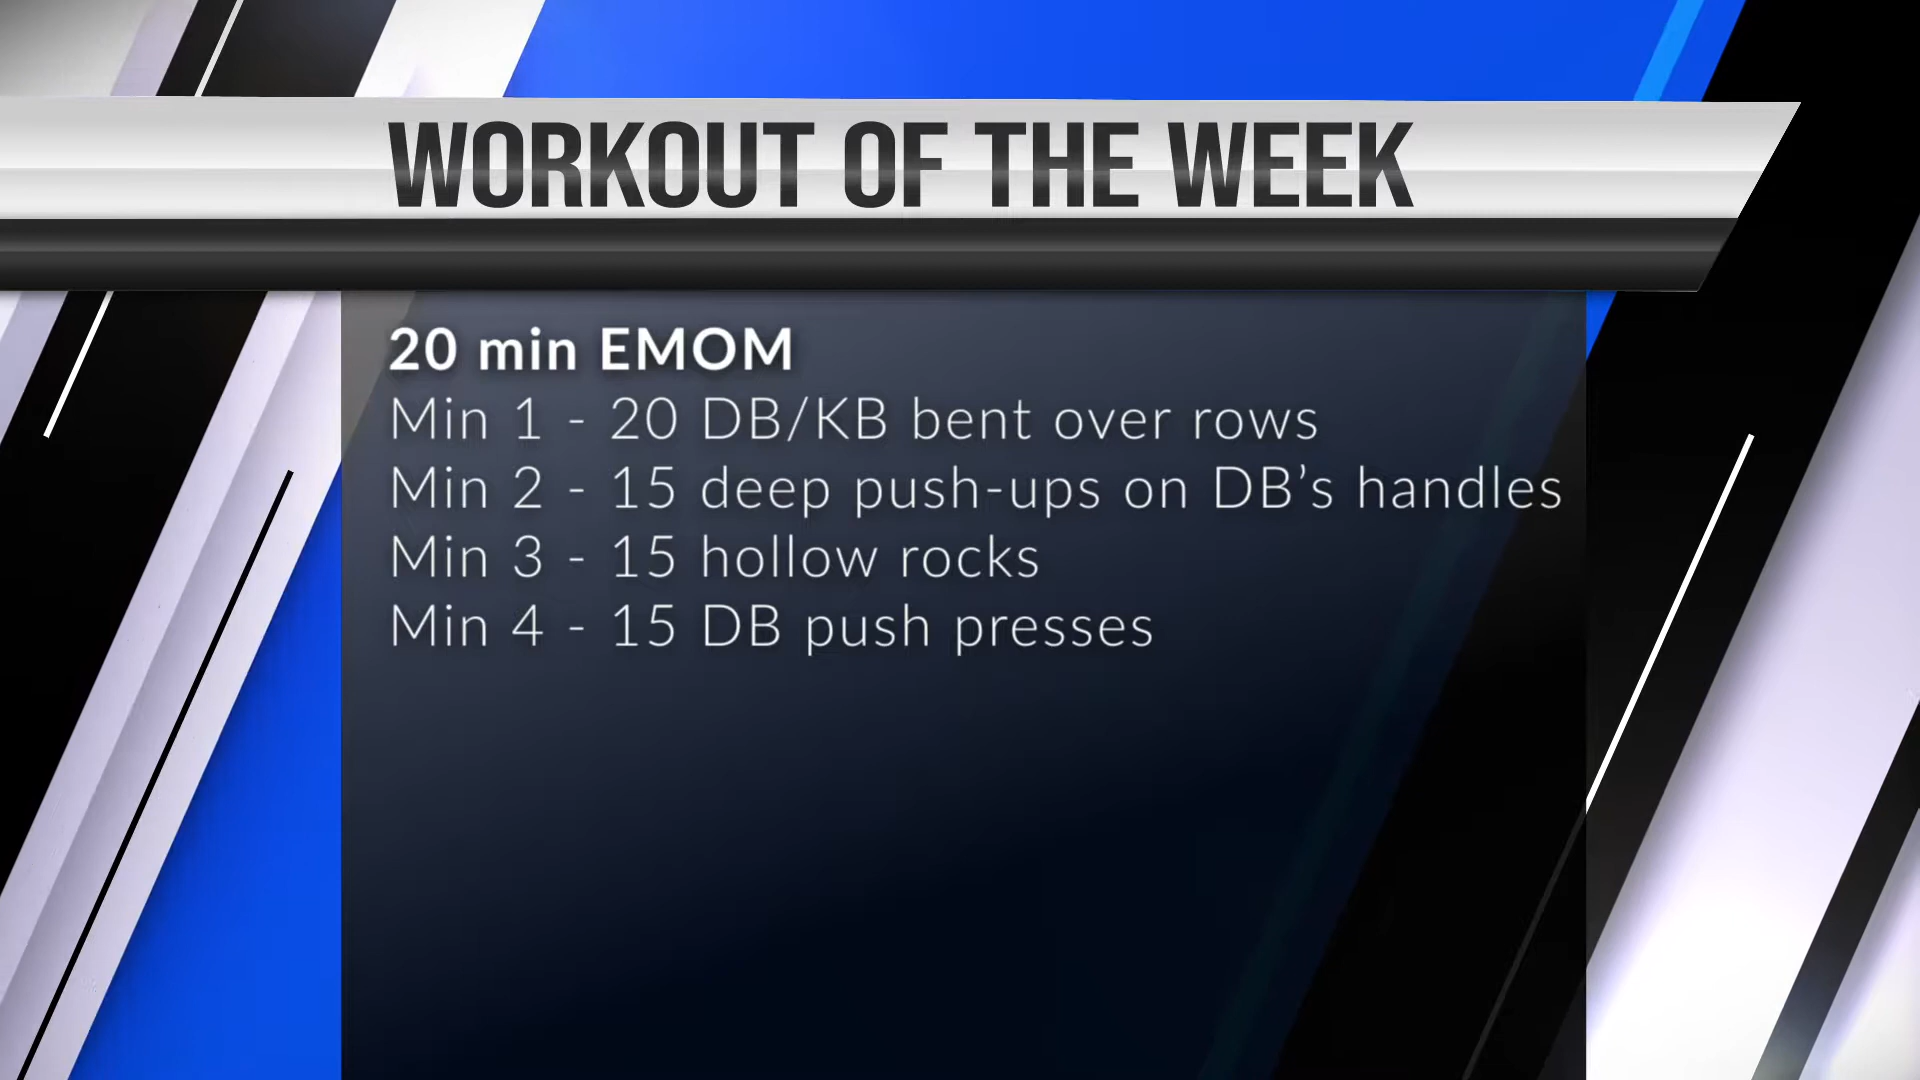 WORKOUT OF THE WEEK
20 min EMOM
Min 1 - 20 DB/KB bent over rows
Min 2 - 15 deep push-ups on DB’s handles
Min 3 - 15 hollow rocks
Min 4 - 15 DB push presses